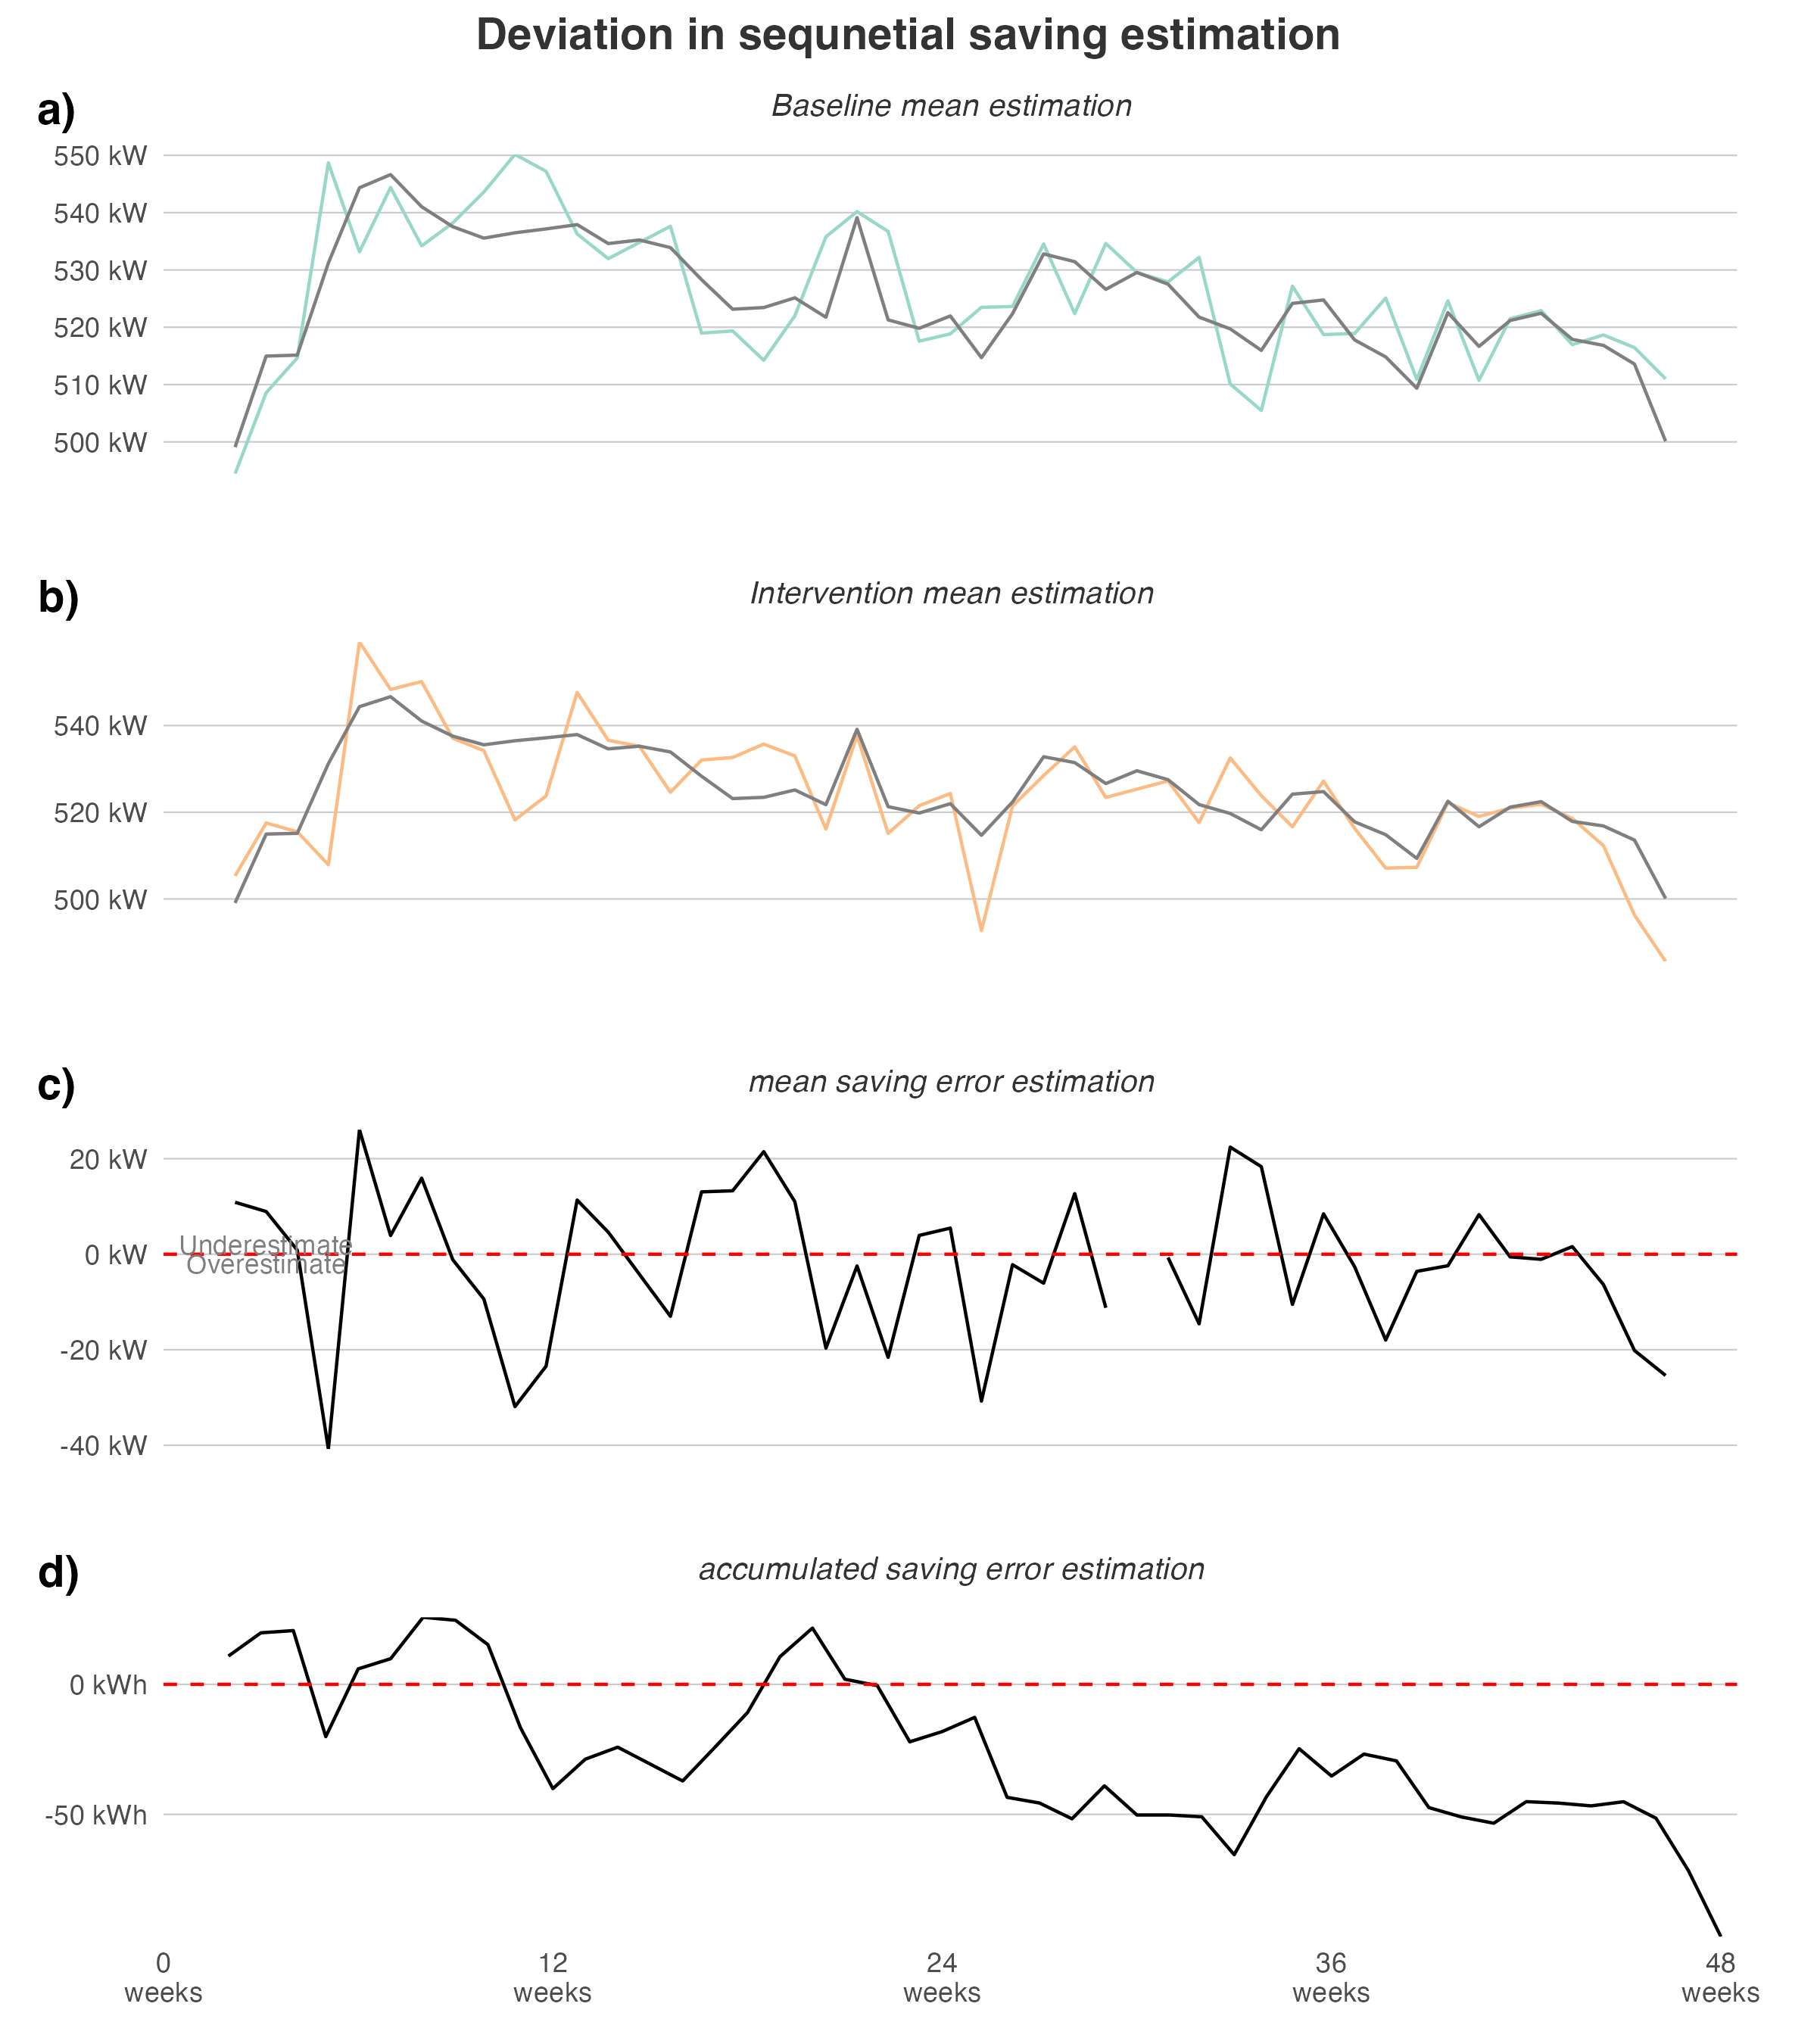 Deviation in sequnetial saving estimation
a)
Baseline mean estimation
550 kW
540 kW
530 kW
520 kW
510 kW
500 kW
b)
Intervention mean estimation
540 kW
520 kW
500 kW
c)
mean saving error estimation
20 kW
Underestimate
0 kW
Overestimate
-20 kW
-40 kW
d)
accumulated saving error estimation
0 kWh
-50 kWh
0 12 24 36 48
weeks weeks weeks weeks weeks